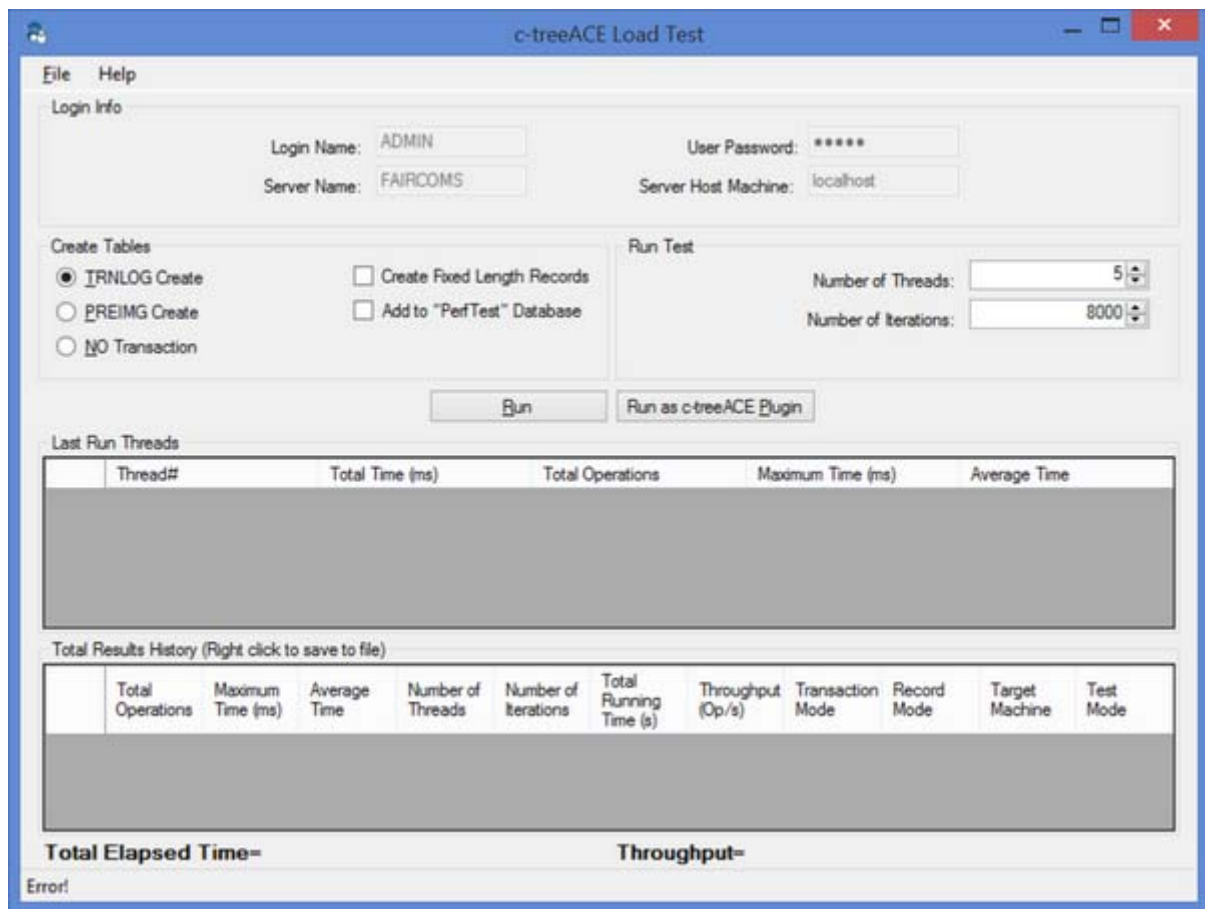 c-treeACE Load Test
File Help
Login Info
Login Name: ADMIN User Password: *****
Server Name: FAIRCOMS Server Host Machine: localhost
Create Tables Run Test
TRNLOG Create Create Fixed Length Records Number of Threads: 5
PREIMG Create Add to "PerfTest" Database Number of Iterations: 8000
NO Transaction
Run Run as c-treeACE Plugin
Last Run Threads
Thread# Total Time (ms) Total Operations Maximum Time (ms) Average Time
Total Results History (Right click to save to file)
Total Operations Maximum Time (ms) Average Time Number of Threads Number of Iterations Total Running Time (s) Throughput (Op/s) Transaction Mode Record Mode Target Machine Test Mode
Total Elapsed Time= Throughput=
Error!